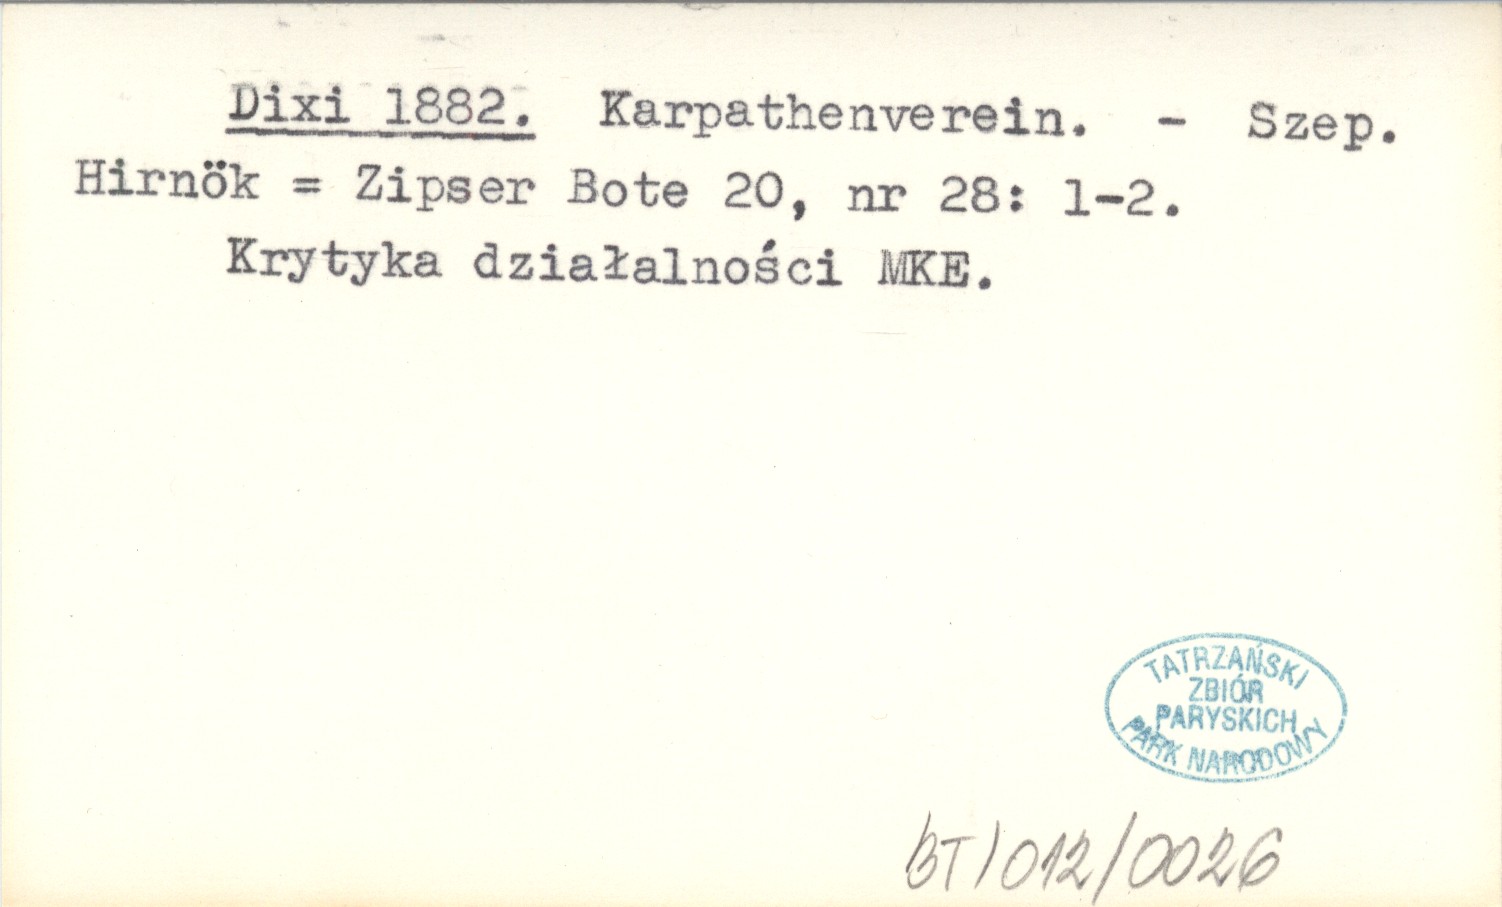 Dixi 1882. Karpathenverein. - Szep.
Hirnök = Zipser Bote 20, nr 28: 1-2.
Krytyka działalności MKE.
TATRZAŃSKI
ZBIÓR
PARYSKICH
PARK NARODOWY
BT/012/0026